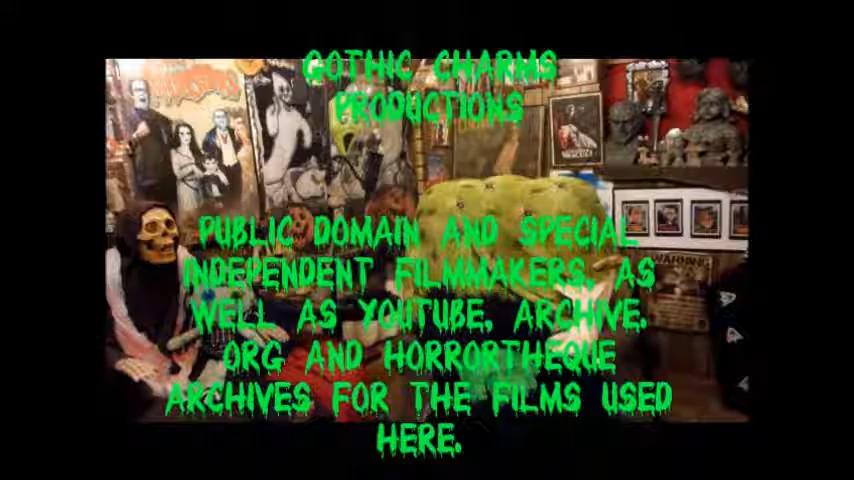 GOTHIC CHARMS
PRODUCTIONS
PUBLIC DOMAIN AND SPECIAL
INDEPENDENT FILMMAKERS, AS
WELL AS YOUTUBE, ARCHIVE.
ORG AND HORRORTHEQUE
ARCHIVES FOR THE FILMS USED
HERE.
WARNING